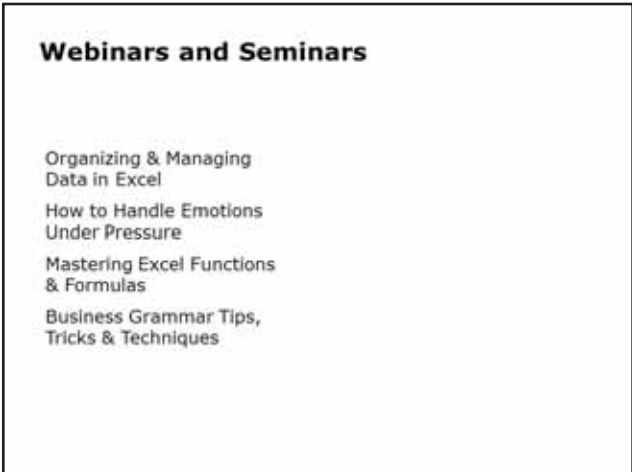 Webinars and Seminars
Organizing & Managing
Data in Excel
How to Handle Emotions
Under Pressure
Mastering Excel Functions
& Formulas
Business Grammar Tips,
Tricks & Techniques